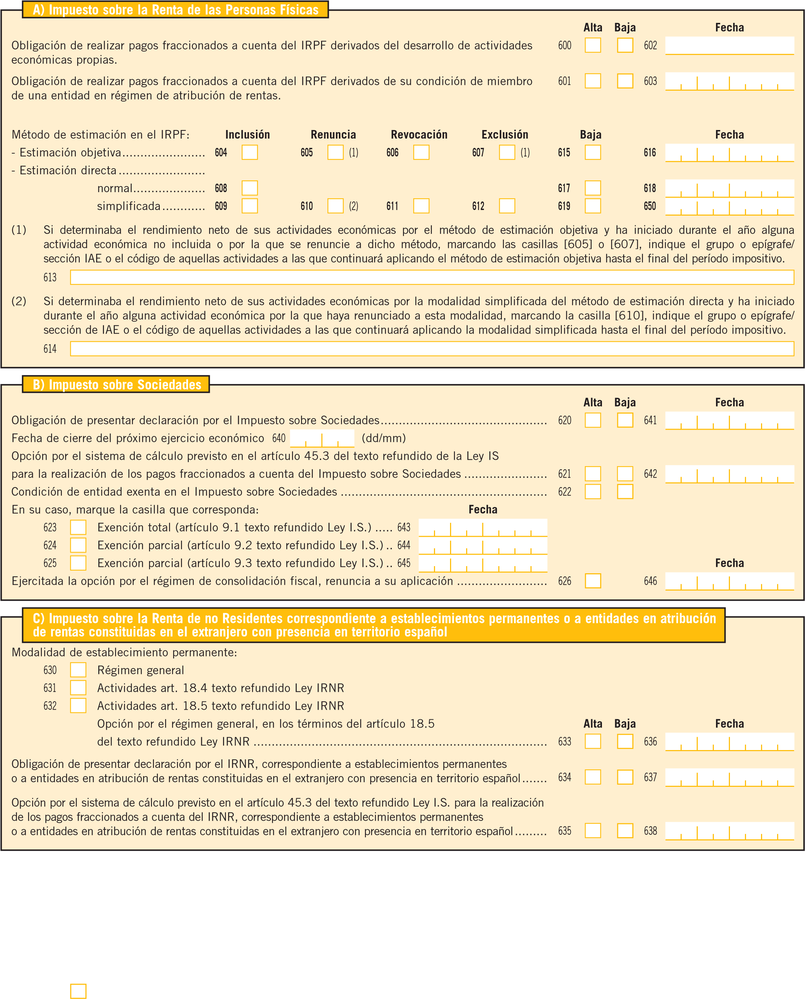 A) Impuesto sobre la Renta de las Personas Físicas
Alta Baja Fecha
Obligación de realizar pagos fraccionados a cuenta del IRPF derivados del desarrollo de actividades 600 602
económicas propias.
Obligación de realizar pagos fraccionados a cuenta del IRPF derivados de su condición de miembro 601 603
de una entidad en régimen de atribución de rentas.
Método de estimación en el IRPF: Inclusión Renuncia Revocación Exclusión Baja Fecha
- Estimación objetiva....................... 604 605 (1) 606 607 (1) 615 616
- Estimación directa........................
normal.................... 608 617 618
simplificada............ 609 610 (2) 611 612 619 650
(1) Si determinaba el rendimiento neto de sus actividades económicas por el método de estimación objetiva y ha iniciado durante el año alguna
actividad económica no incluida o por la que se renuncie a dicho método, marcando las casillas [605] o [607], indique el grupo o epígrafe/
sección IAE o el código de aquellas actividades a las que continuará aplicando el método de estimación objetiva hasta el final del período impositivo.
613
(2) Si determinaba el rendimiento neto de sus actividades económicas por la modalidad simplificada del método de estimación directa y ha iniciado
durante el año alguna actividad económica por la que haya renunciado a esta modalidad, marcando la casilla [610], indique el grupo o epígrafe/
sección de IAE o el código de aquellas actividades a las que continuará aplicando la modalidad simplificada hasta el final del período impositivo.
614
B) Impuesto sobre Sociedades
Alta Baja Fecha
Obligación de presentar declaración por el Impuesto sobre Sociedades.............................................. 620 641
Fecha de cierre del próximo ejercicio económico 640 (dd/mm)
Opción por el sistema de cálculo previsto en el artículo 45.3 del texto refundido de la Ley IS
para la realización de los pagos fraccionados a cuenta del Impuesto sobre Sociedades ....................... 621 642
Condición de entidad exenta en el Impuesto sobre Sociedades ......................................................... 622
En su caso, marque la casilla que corresponda: Fecha
623 Exención total (artículo 9.1 texto refundido Ley I.S.) ..... 643
624 Exención parcial (artículo 9.2 texto refundido Ley I.S.) .. 644
625 Exención parcial (artículo 9.3 texto refundido Ley I.S.) .. 645 Fecha
Ejercitada la opción por el régimen de consolidación fiscal, renuncia a su aplicación ......................... 626 646
C) Impuesto sobre la Renta de no Residentes correspondiente a establecimientos permanentes o a entidades en atribución
de rentas constituidas en el extranjero con presencia en territorio español
Modalidad de establecimiento permanente:
630 Régimen general
631 Actividades art. 18.4 texto refundido Ley IRNR
632 Actividades art. 18.5 texto refundido Ley IRNR
Opción por el régimen general, en los términos del artículo 18.5 Alta Baja Fecha
del texto refundido Ley IRNR ................................................................................. 633 636
Obligación de presentar declaración por el IRNR, correspondiente a establecimientos permanentes
o a entidades en atribución de rentas constituidas en el extranjero con presencia en territorio español....... 634 637
Opción por el sistema de cálculo previsto en el artículo 45.3 del texto refundido Ley I.S. para la realización
de los pagos fraccionados a cuenta del IRNR, correspondiente a establecimientos permanentes
o a entidades en atribución de rentas constituidas en el extranjero con presencia en territorio español......... 635 638